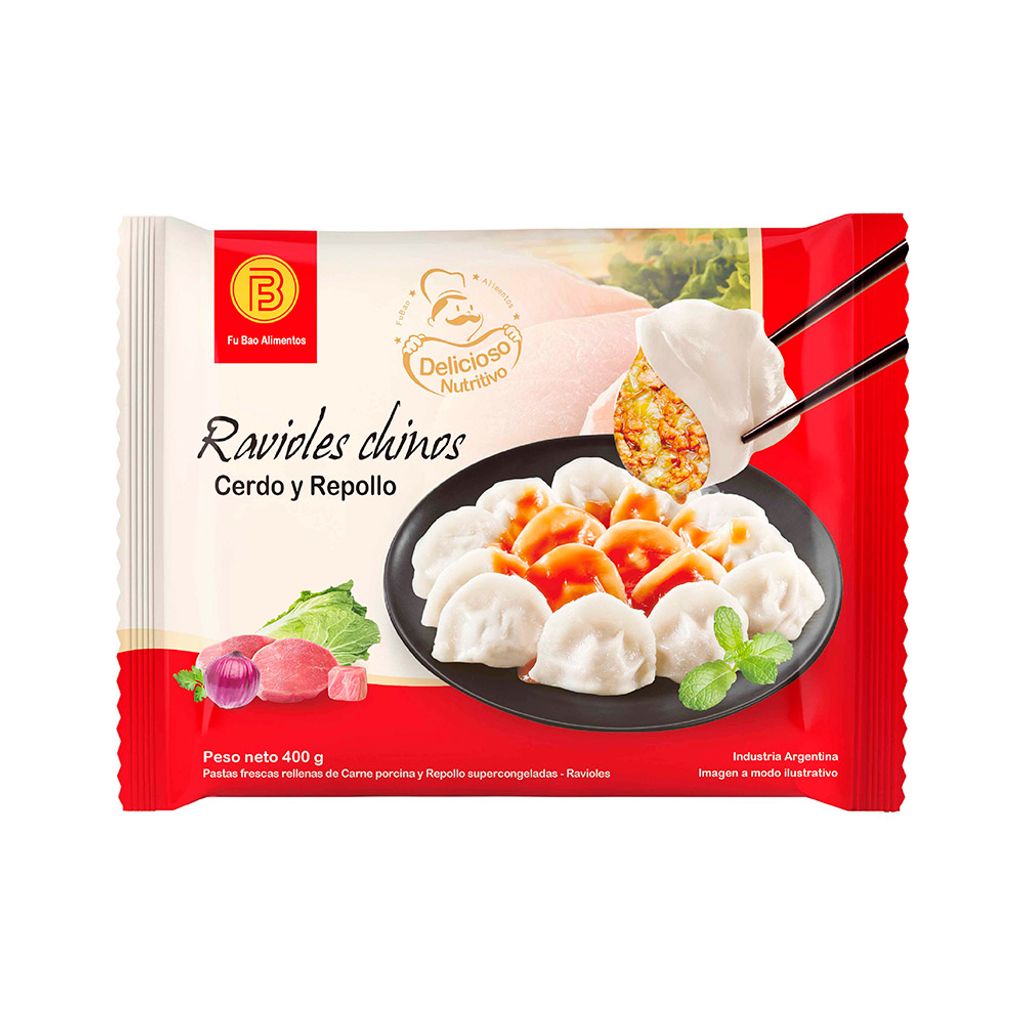 Fu Bao Alimentos
FuBao Alimentos
Delicioso
Nutritivo
Ravioles chinos
Cerdo y Repollo
Peso neto 400 g
Pastas frescas rellenas de Carne porcina y Repollo supercongeladas - Ravioles
Industria Argentina
Imagen a modo ilustrativo